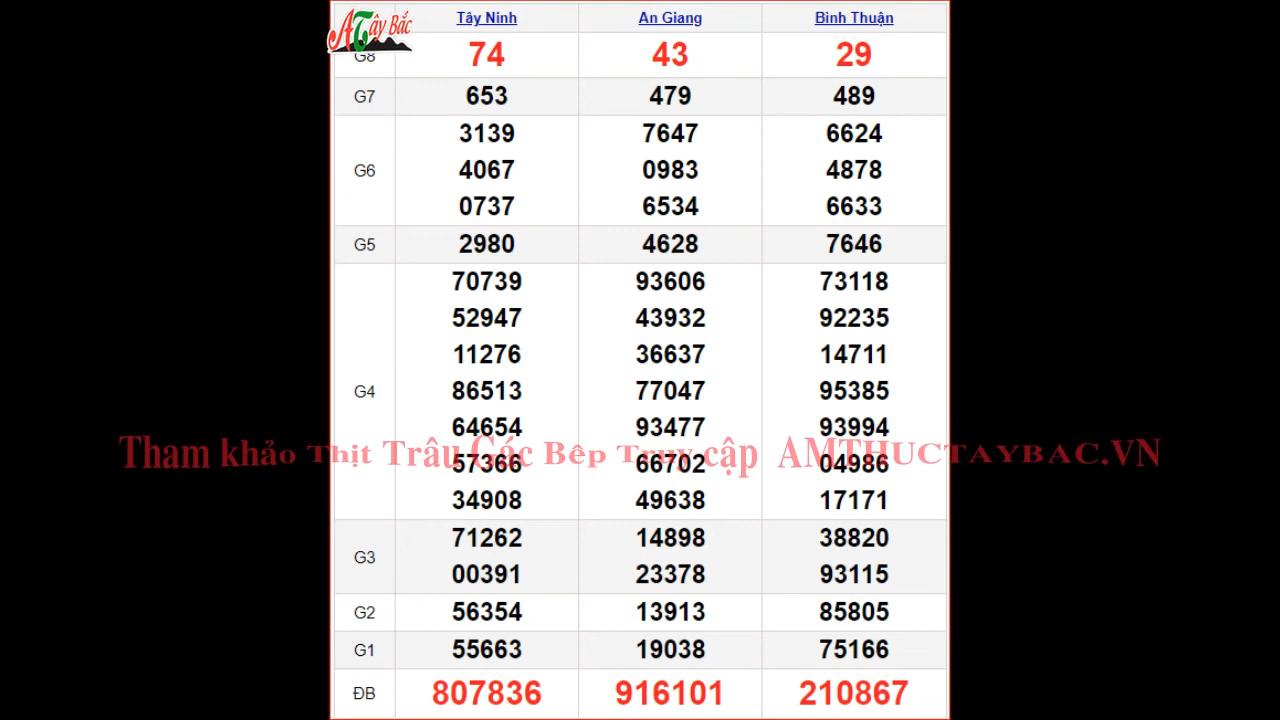 ATây Bắc
Tây Ninh An Giang Bình Thuận
G8 74 43 29
G7 653 479 489
3139 7647 6624
G6 4067 0983 4878
0737 6534 6633
G5 2980 4628 7646
70739 93606 73118
52947 43932 92235
11276 36637 14711
G4 86513 77047 95385
64654 93477 93994
Tham khảo Thịt Trâu Gác Bếp Truy cập AMTHUCTAYBAC.VN
57366 66702 04986
34908 49638 17171
71262 14898 38820
G3
00391 23378 93115
G2 56354 13913 85805
G1 55663 19038 75166
ĐB 807836 916101 210867